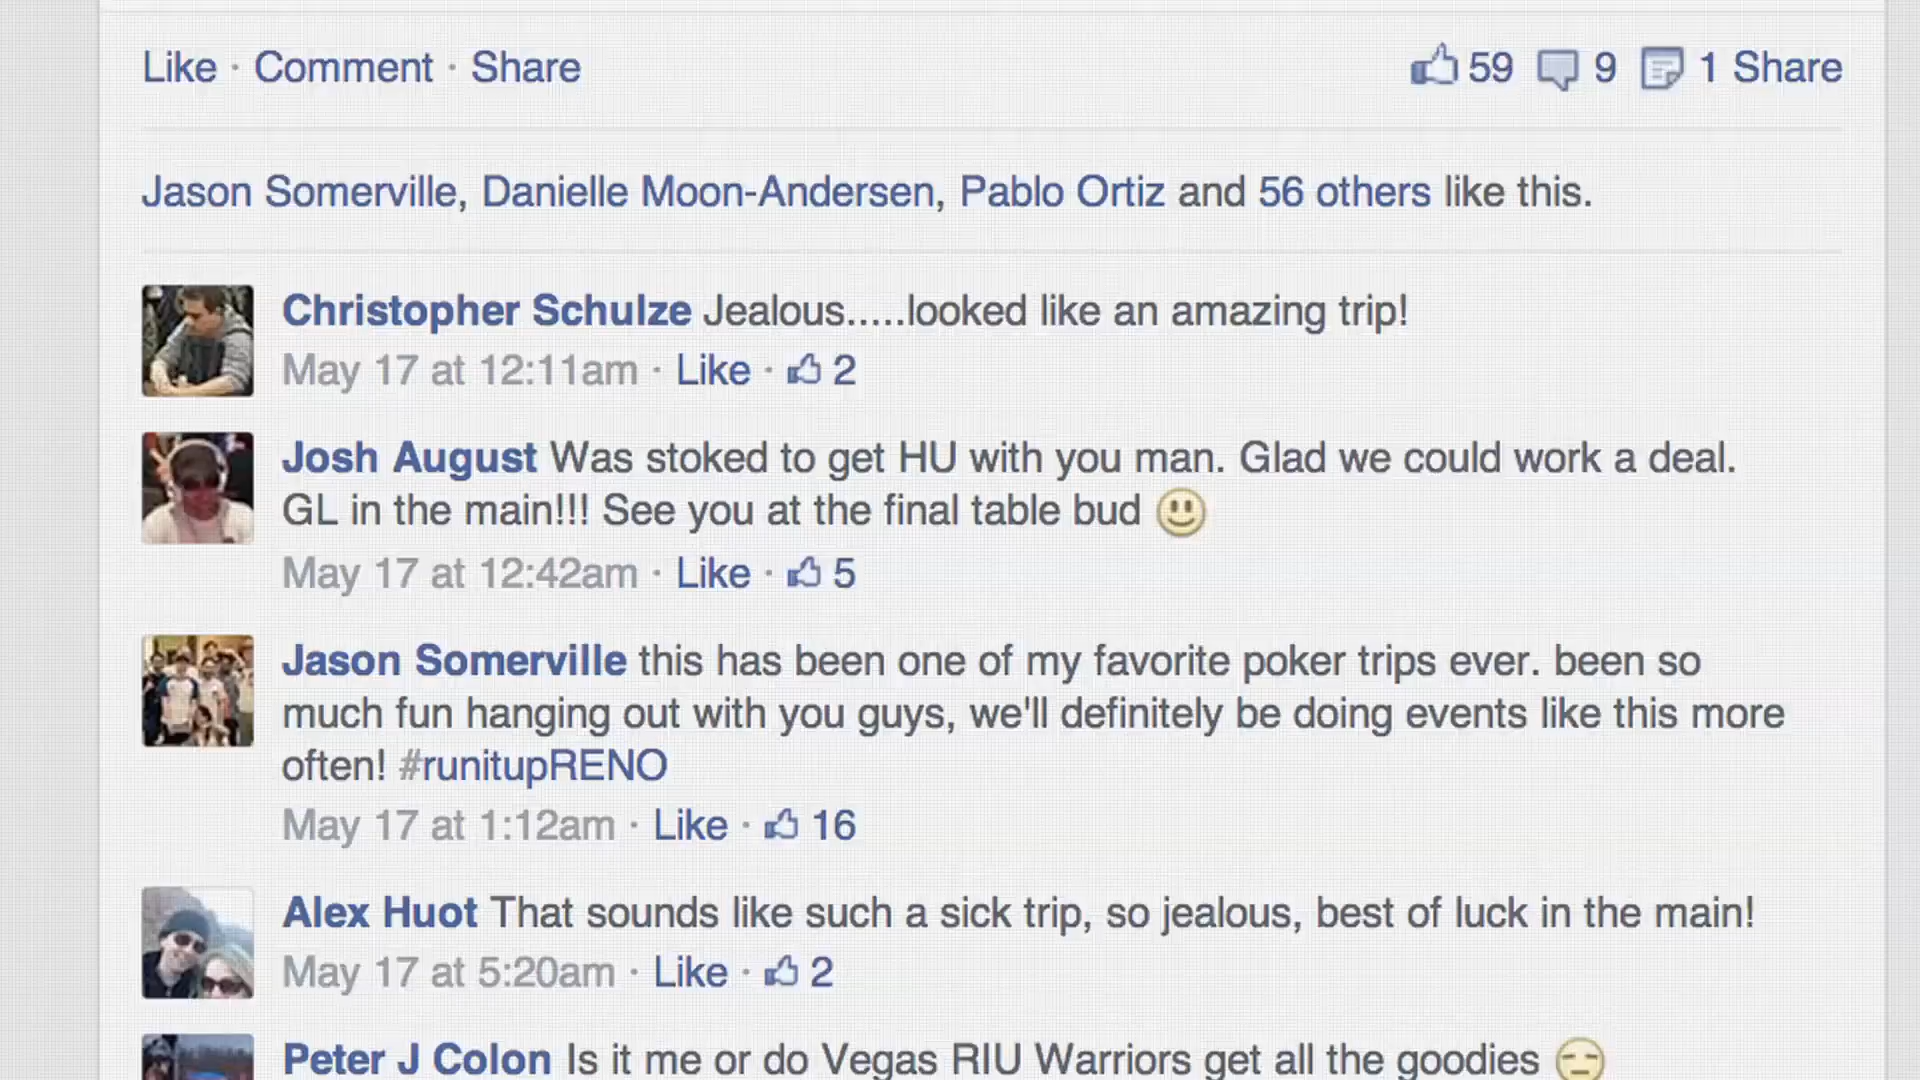 Like · Comment · Share 59 9 1 Share
Jason Somerville, Danielle Moon-Andersen, Pablo Ortiz and 56 others like this.
Christopher Schulze Jealous.....looked like an amazing trip!
May 17 at 12:11am · Like · 2
Josh August Was stoked to get HU with you man. Glad we could work a deal.
GL in the main!!! See you at the final table bud
May 17 at 12:42am · Like · 5
Jason Somerville this has been one of my favorite poker trips ever. been so
much fun hanging out with you guys, we'll definitely be doing events like this more
often! #runitupRENO
May 17 at 1:12am · Like · 16
Alex Huot That sounds like such a sick trip, so jealous, best of luck in the main!
May 17 at 5:20am · Like · 2
Peter J Colon Is it me or do Vegas RIU Warriors get all the goodies